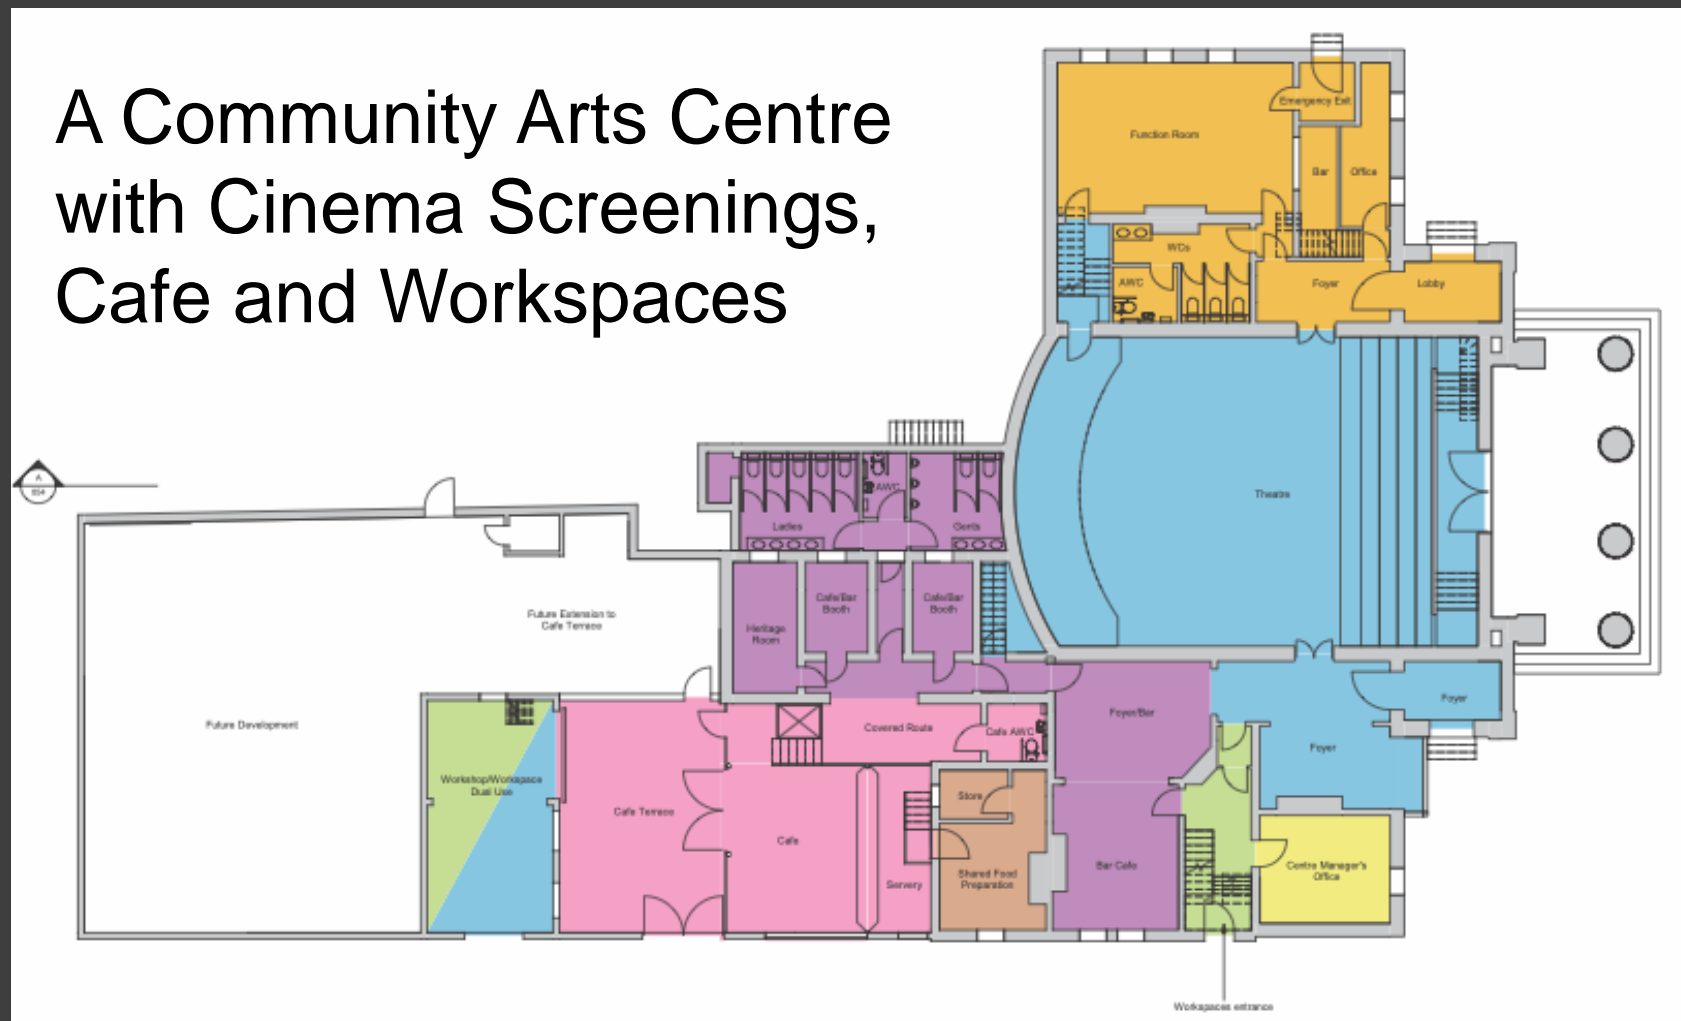 A Community Arts Centre
with Cinema Screenings,
Cafe and Workspaces
Emergency Exit
Function Room
Bar
Office
WCs
AWC
Foyer
Lobby
A
Theatre
AWC
Ladies
Gents
Cafe/Bar
Booth
Cafe/Bar
Booth
Heritage
Room
Future Extension to
Cafe Terrace
Future Development
Foyer
Foyer/Bar
Covered Route
Cafe AWC
Foyer
Workshop/Workspace
Dual Use
Store
Cafe Terrace
Cafe
Servery
Shared Food
Preparation
Bar Cafe
Centre Manager's
Office
Workspaces entrance